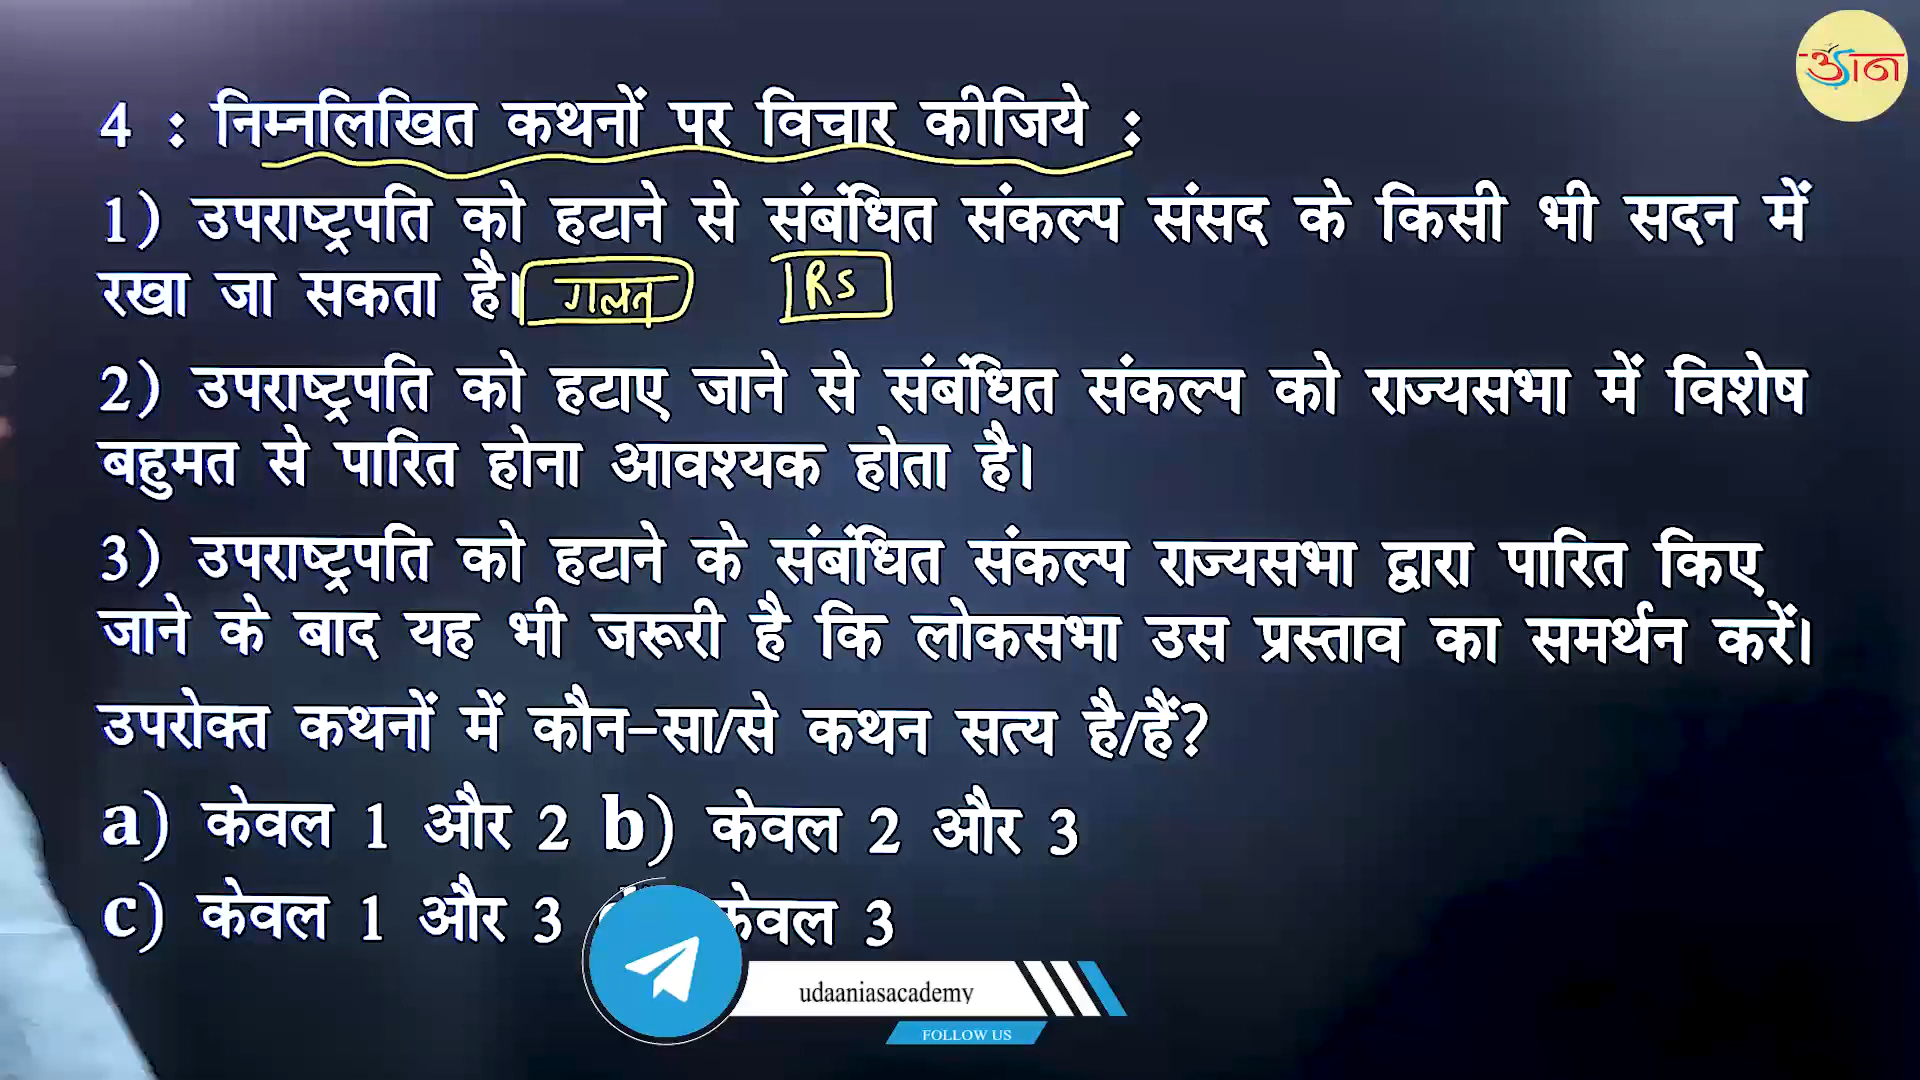 उड़ान
4 : निम्नलिखित कथनों पर विचार कीजिये :
1) उपराष्ट्रपति को हटाने से संबंधित संकल्प संसद के किसी भी सदन में
रखा जा सकता है। गलत RS
2) उपराष्ट्रपति को हटाए जाने से संबंधित संकल्प को राज्यसभा में विशेष
बहुमत से पारित होना आवश्यक होता है।
3) उपराष्ट्रपति को हटाने के संबंधित संकल्प राज्यसभा द्वारा पारित किए
जाने के बाद यह भी जरूरी है कि लोकसभा उस प्रस्ताव का समर्थन करें।
उपरोक्त कथनों में कौन-सा/से कथन सत्य है/हैं?
a) केवल 1 और 2 b) केवल 2 और 3
c) केवल 1 और 3 केवल 3
udaaniasacademy
FOLLOW US